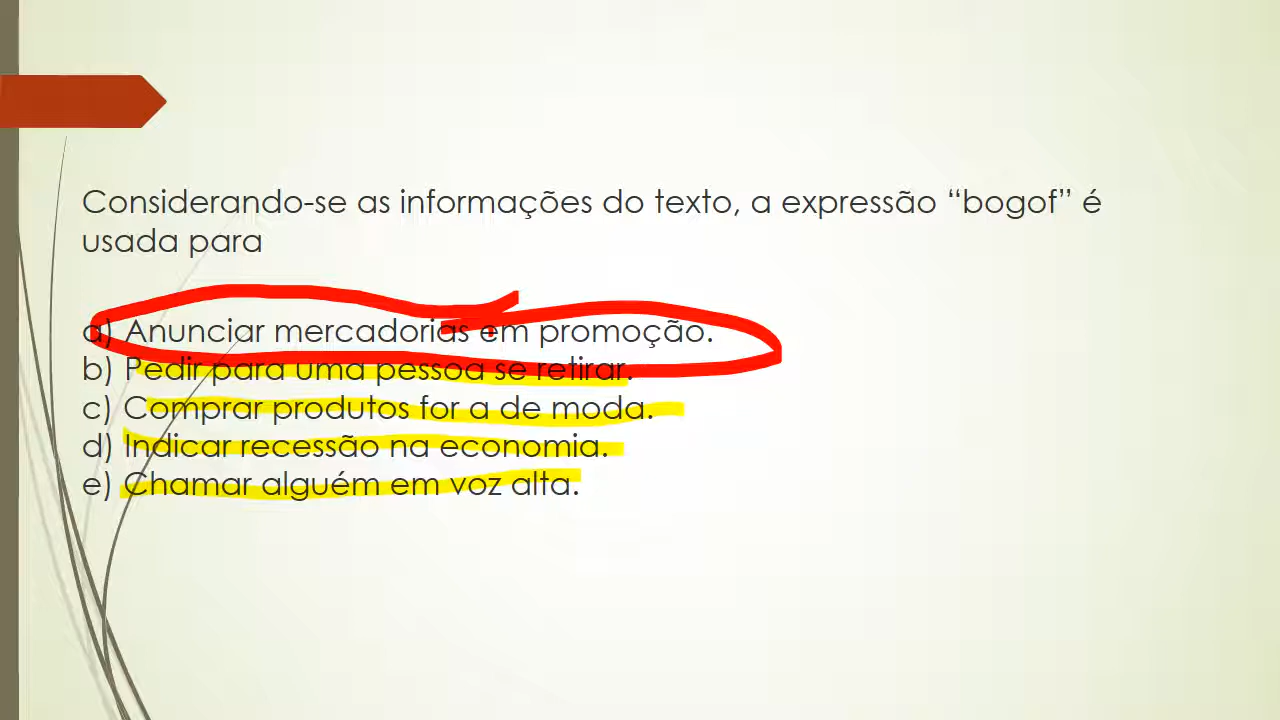 Considerando-se as informações do texto, a expressão “bogof” é
usada para
a) Anunciar mercadorias em promoção.
b) Pedir para uma pessoa se retirar.
c) Comprar produtos for a de moda.
d) Indicar recessão na economia.
e) Chamar alguém em voz alta.